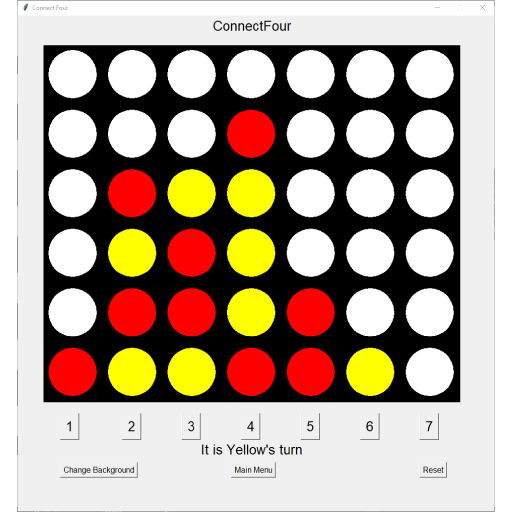 Connect Four
ConnectFour
1 2 3 4 5 6 7
It is Yellow's turn
Change Background Main Menu Reset